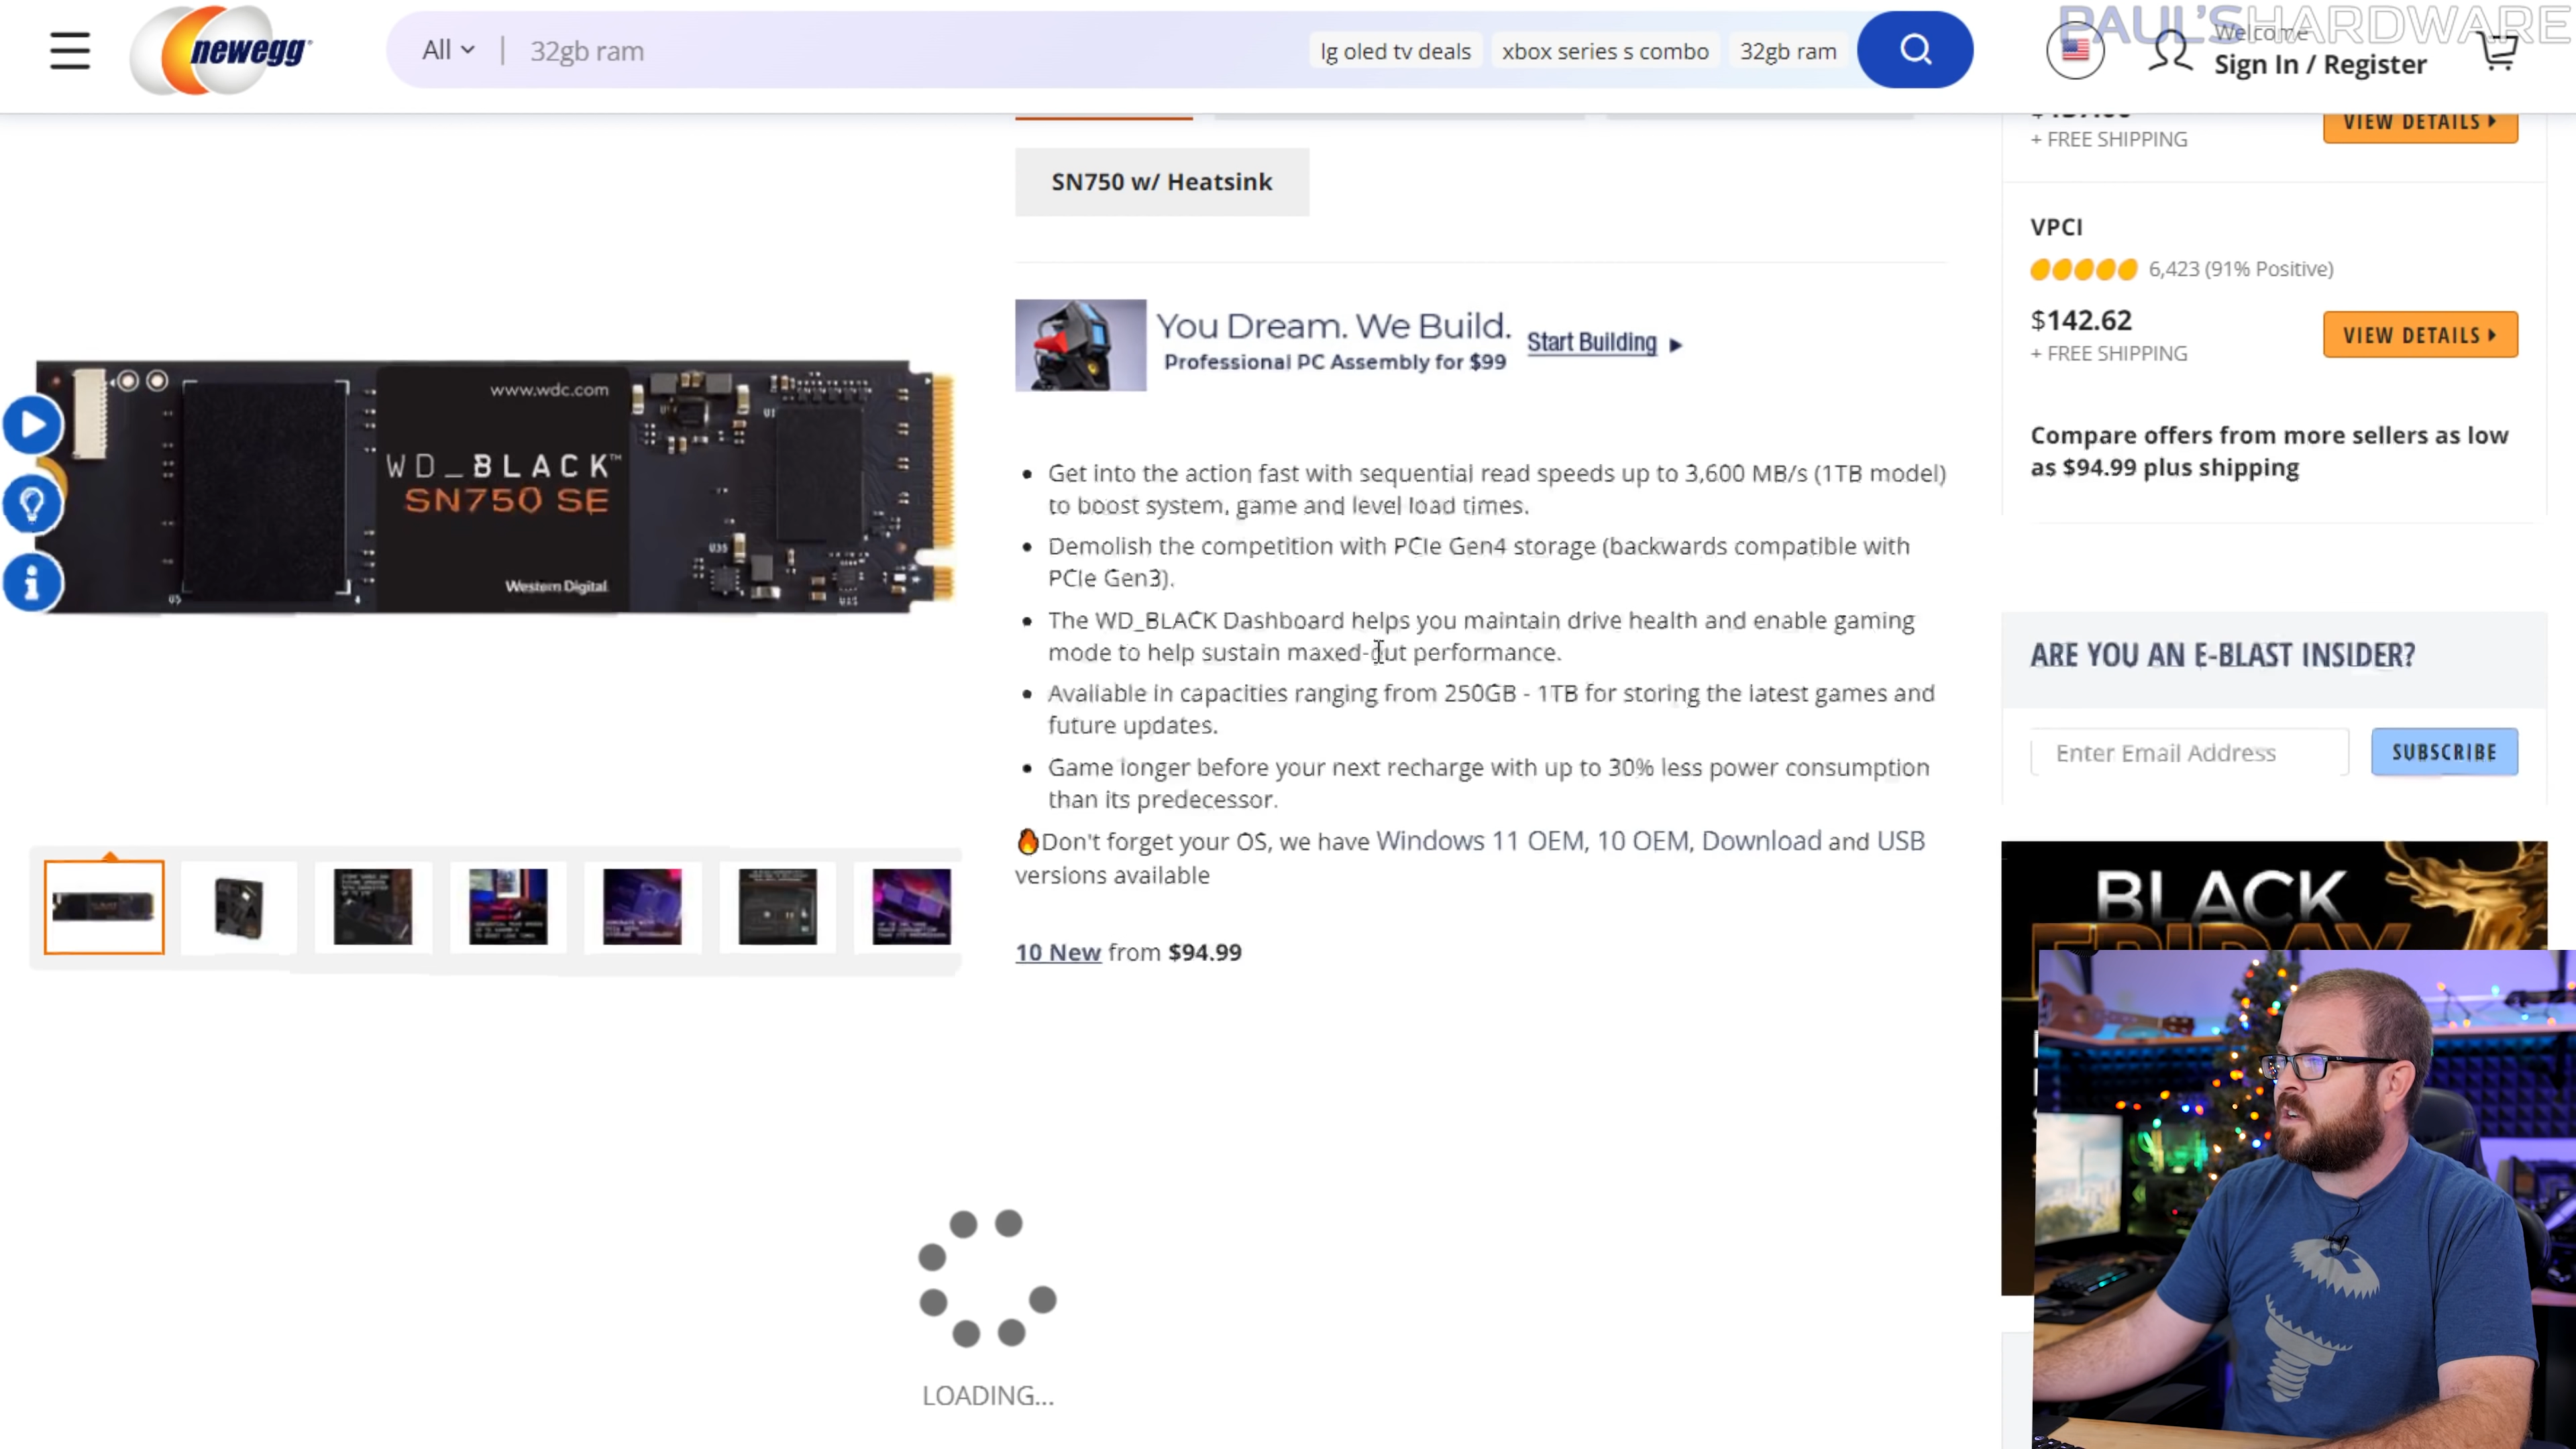 PAUL'S HARDWARE
newegg
All
32gb ram
lg oled tv deals
xbox series s combo
32gb ram
Welcome
Sign In / Register
+ FREE SHIPPING
VIEW DETAILS
SN750 w/ Heatsink
VPCI
6,423 (91% Positive)
$142.62
+ FREE SHIPPING
VIEW DETAILS
You Dream. We Build.
Professional PC Assembly for $99
Start Building
www.wdc.com
WD_BLACK™
SN750 SE
Western Digital
Compare offers from more sellers as low
as $94.99 plus shipping
Get into the action fast with sequential read speeds up to 3,600 MB/s (1TB model)
to boost system, game and level load times.
Demolish the competition with PCIe Gen4 storage (backwards compatible with
PCIe Gen3).
The WD_BLACK Dashboard helps you maintain drive health and enable gaming
mode to help sustain maxed-out performance.
Available in capacities ranging from 250GB - 1TB for storing the latest games and
future updates.
Game longer before your next recharge with up to 30% less power consumption
than its predecessor.
🔥Don't forget your OS, we have Windows 11 OEM, 10 OEM, Download and USB
versions available
10 New from $94.99
ARE YOU AN E-BLAST INSIDER?
Enter Email Address
SUBSCRIBE
BLACK
FRIDAY
LOADING...